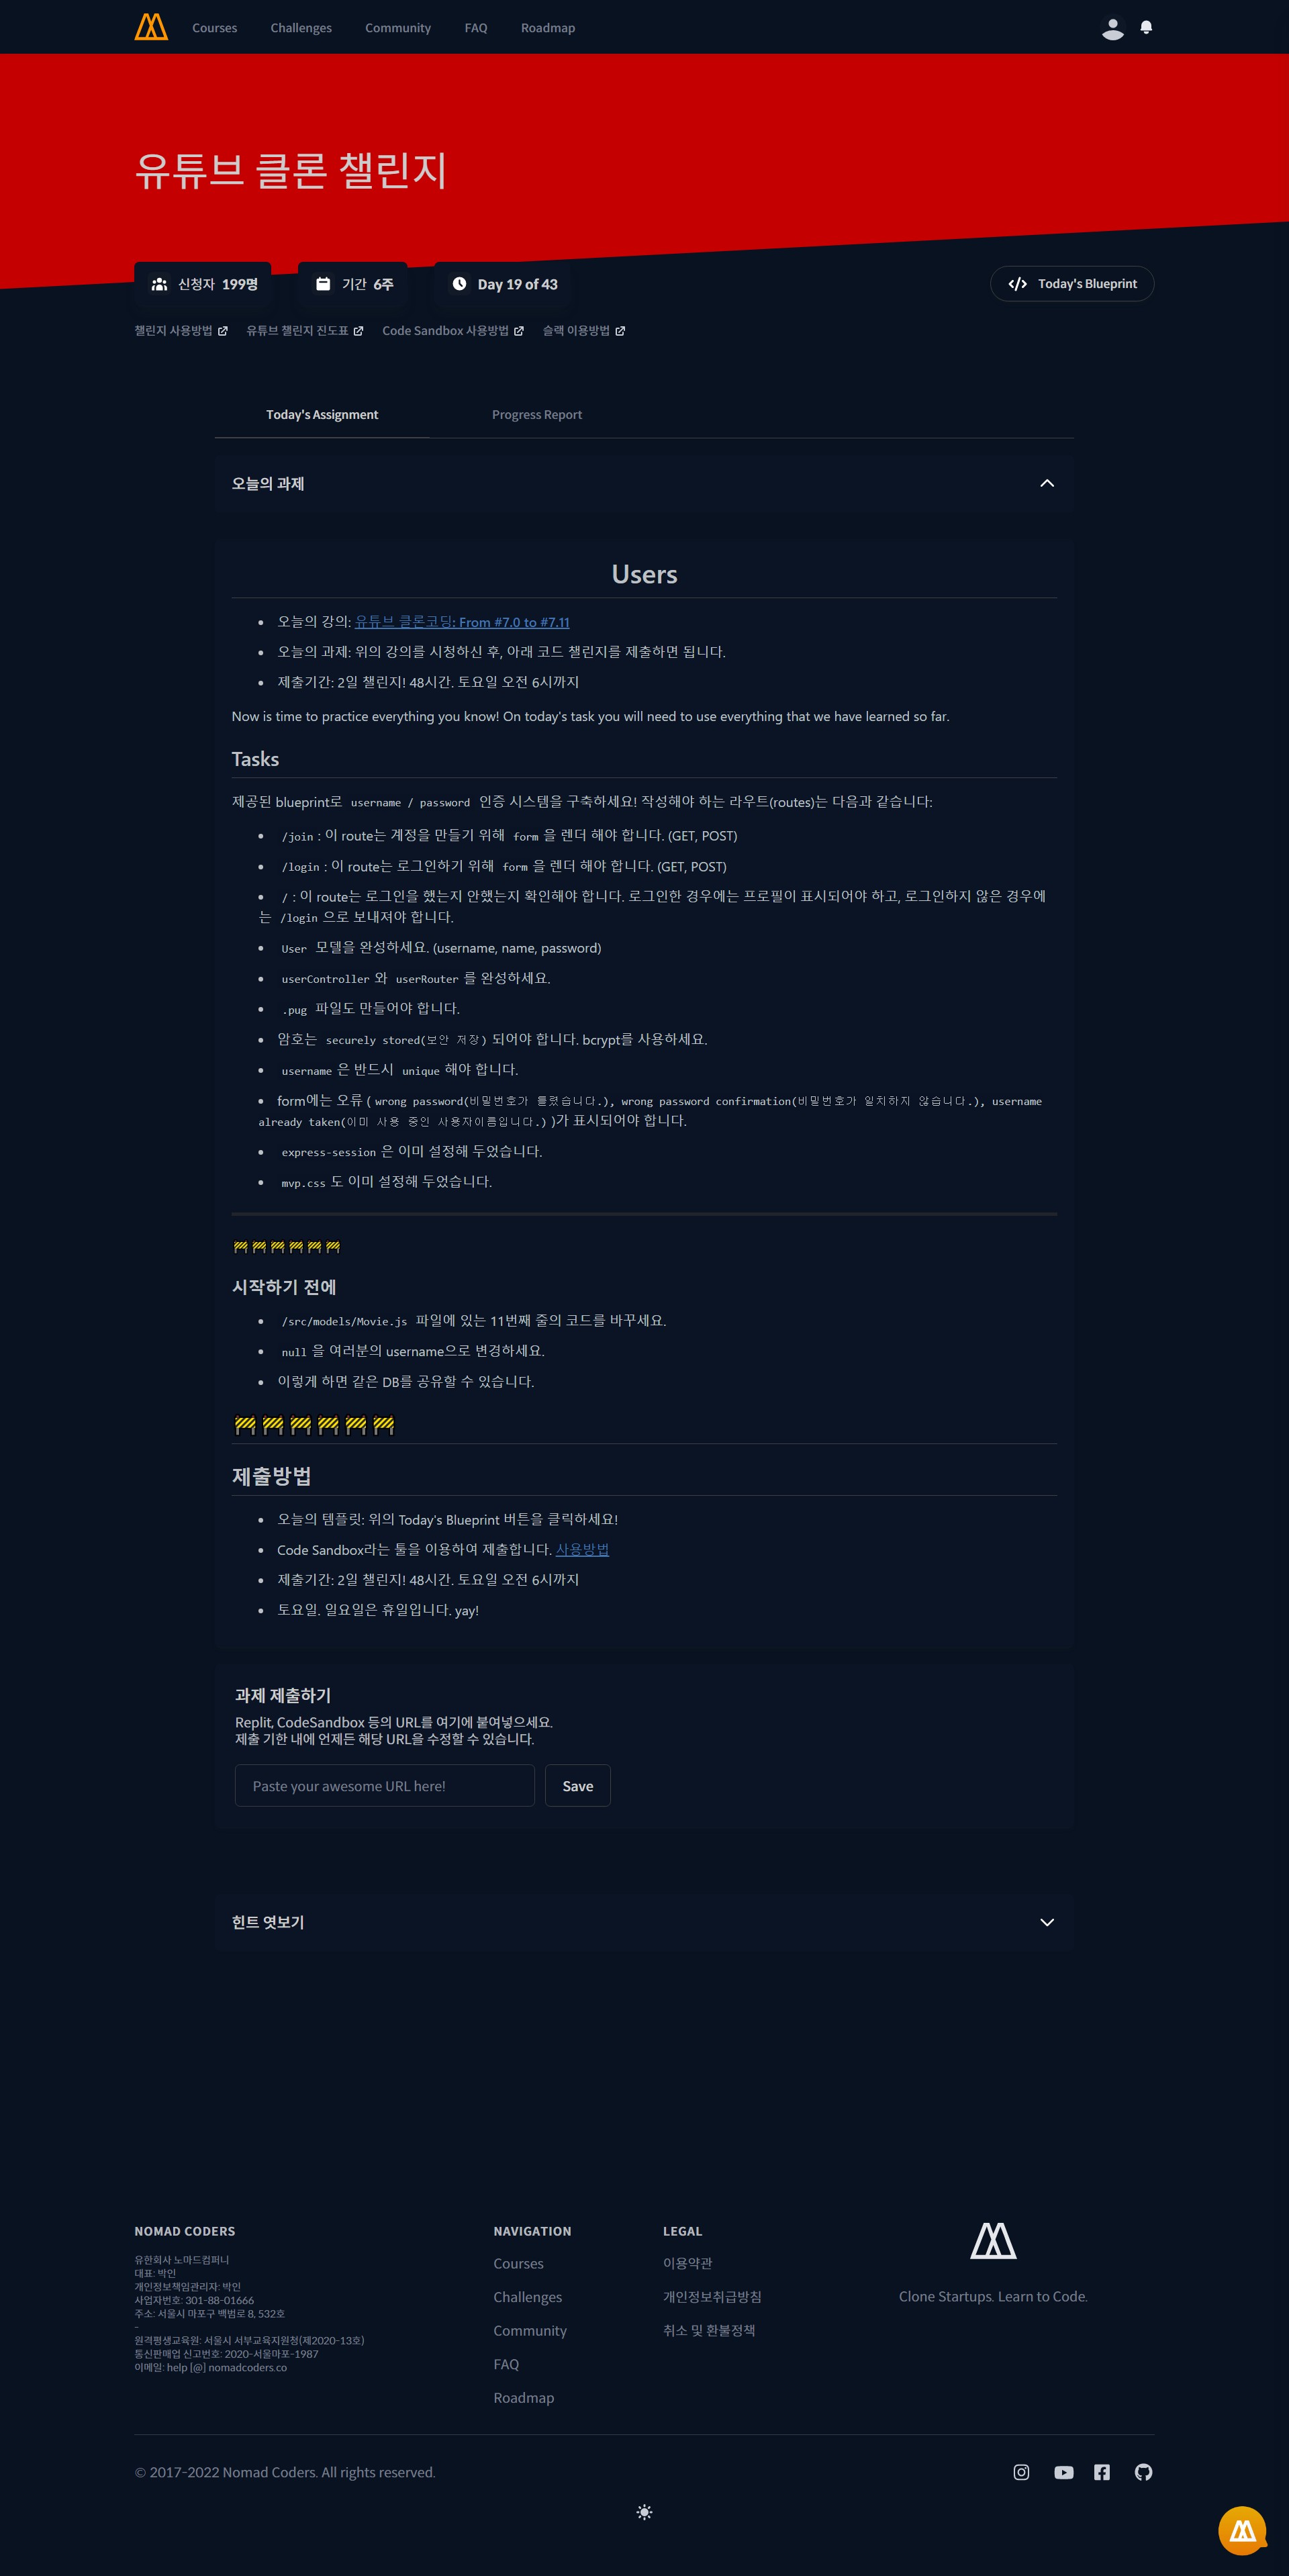 Courses Challenges Community FAQ Roadmap
유튜브 클론 챌린지
신청자 199명 기간 6주 Day 19 of 43 Today's Blueprint
챌린지 사용방법 유튜브 챌린지 진도표 Code Sandbox 사용방법 슬랙 이용방법
Today's Assignment Progress Report
오늘의 과제
Users
오늘의 강의: 유튜브 클론코딩: From #7.0 to #7.11
오늘의 과제: 위의 강의를 시청하신 후, 아래 코드 챌린지를 제출하면 됩니다.
제출기간: 2일 챌린지! 48시간. 토요일 오전 6시까지
Now is time to practice everything you know! On today's task you will need to use everything that we have learned so far.
Tasks
제공된 blueprint로 username / password 인증 시스템을 구축하세요! 작성해야 하는 라우트(routes)는 다음과 같습니다:
/join : 이 route는 계정을 만들기 위해 form 을 렌더 해야 합니다. (GET, POST)
/login : 이 route는 로그인하기 위해 form 을 렌더 해야 합니다. (GET, POST)
/ : 이 route는 로그인을 했는지 안했는지 확인해야 합니다. 로그인한 경우에는 프로필이 표시되어야 하고, 로그인하지 않은 경우에
는 /login 으로 보내져야 합니다.
User 모델을 완성하세요. (username, name, password)
userController 와 userRouter 를 완성하세요.
.pug 파일도 만들어야 합니다.
암호는 securely stored(보안 저장) 되어야 합니다. bcrypt를 사용하세요.
username 은 반드시 unique 해야 합니다.
form에는 오류 ( wrong password(비밀번호가 틀렸습니다.), wrong password confirmation(비밀번호가 일치하지 않습니다.), username
already taken(이미 사용 중인 사용자이름입니다.) )가 표시되어야 합니다.
express-session 은 이미 설정해 두었습니다.
mvp.css 도 이미 설정해 두었습니다.
시작하기 전에
/src/models/Movie.js 파일에 있는 11번째 줄의 코드를 바꾸세요.
null 을 여러분의 username으로 변경하세요.
이렇게 하면 같은 DB를 공유할 수 있습니다.
제출방법
오늘의 템플릿: 위의 Today's Blueprint 버튼을 클릭하세요!
Code Sandbox라는 툴을 이용하여 제출합니다. 사용방법
제출기간: 2일 챌린지! 48시간. 토요일 오전 6시까지
토요일. 일요일은 휴일입니다. yay!
과제 제출하기
Replit, CodeSandbox 등의 URL를 여기에 붙여넣으세요.
제출 기한 내에 언제든 해당 URL을 수정할 수 있습니다.
Paste your awesome URL here! Save
힌트 엿보기
NOMAD CODERS
유한회사 노마드컴퍼니
대표: 박인
개인정보책임관리자: 박인
사업자번호: 301-88-01666
주소: 서울시 마포구 백범로 8, 532호
-
원격평생교육원: 서울시 서부교육지원청(제2020-13호)
통신판매업 신고번호: 2020-서울마포-1987
이메일: help [@] nomadcoders.co
NAVIGATION
Courses
Challenges
Community
FAQ
Roadmap
LEGAL
이용약관
개인정보취급방침
취소 및 환불정책
Clone Startups. Learn to Code.
© 2017-2022 Nomad Coders. All rights reserved.